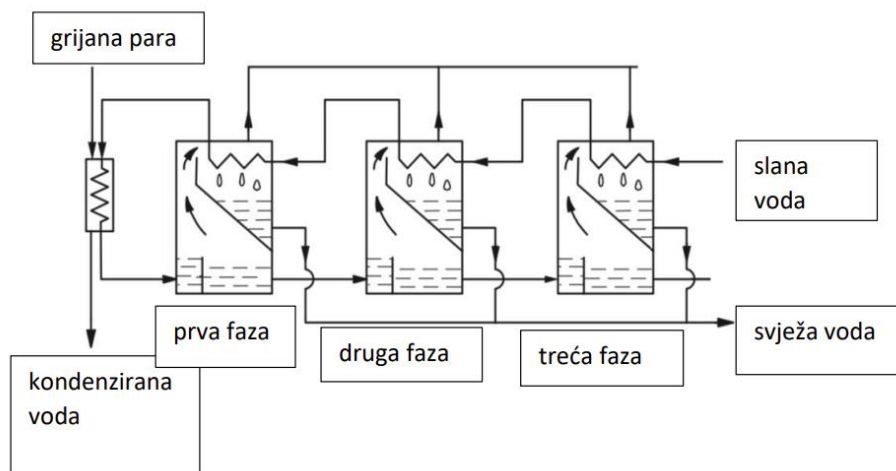 grijana para
slana
voda
prva faza
druga faza
treća faza
svježa voda
kondenzirana
voda